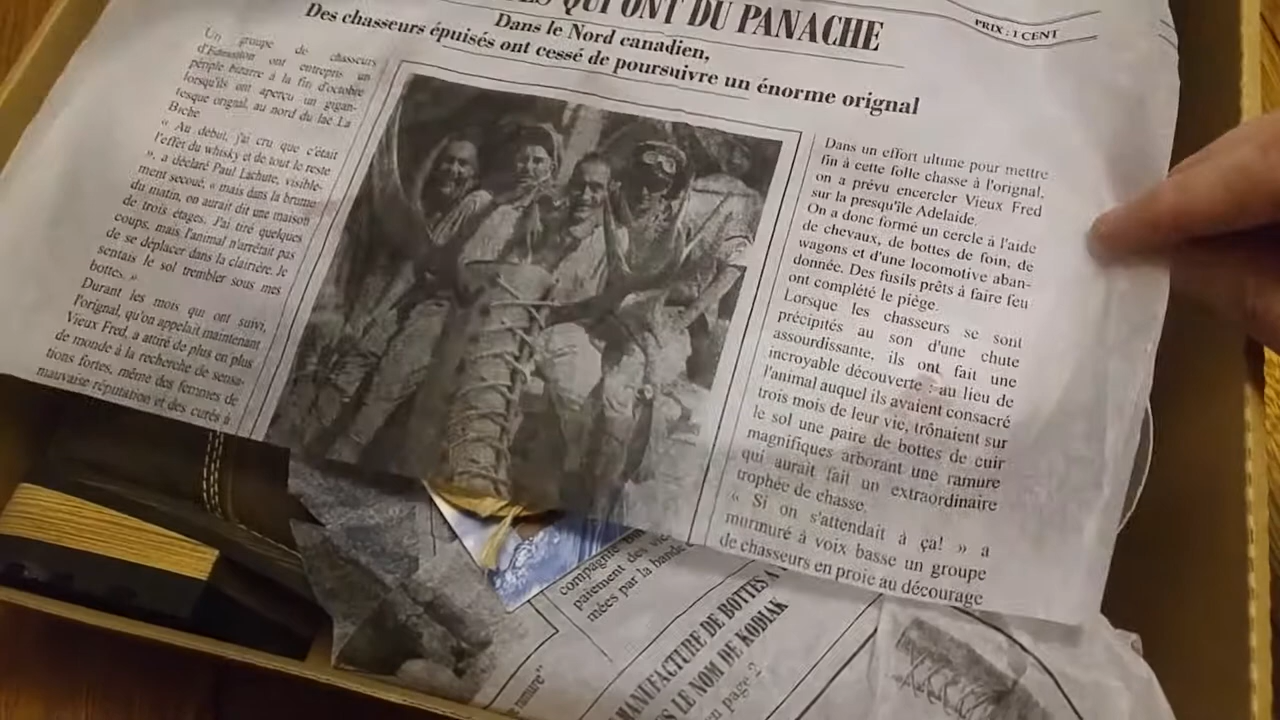 QUI ONT DU PANACHE
PRIX : 1 CENT
Dans le Nord canadien,
Des chasseurs épuisés ont cessé de poursuivre un énorme orignal
Un groupe de chasseurs
d'Edmonton ont entrepris un
périple bizarre à la fin d'octobre
lorsqu'ils ont aperçu un gigan-
tesque orignal, au nord du lac La
Biche
« Au début, j'ai cru que c'était
l'effet du whisky et de tout le reste
», a déclaré Paul Lachute, visible-
ment secoué, « mais dans la brume
du matin, on aurait dit une maison
de trois étages. J'ai tiré quelques
coups, mais l'animal n'arrêtait pas
de se déplacer dans la clairière. Je
sentais le sol trembler sous mes
bottes. »
Durant les mois qui ont suivi,
l'orignal, qu'on appelait maintenant
Vieux Fred, a attiré de plus en plus
de monde à la recherche de sensa-
tions fortes, même des femmes de
mauvaise réputation et des curés à
Dans un effort ultime pour mettre
fin à cette folle chasse à l'orignal,
on a prévu encercler Vieux Fred
sur la presqu'île Adelaide.
On a donc formé un cercle à l'aide
de chevaux, de bottes de foin, de
wagons et d'une locomotive aban-
donnée. Des fusils prêts à faire feu
ont complété le piège.
Lorsque les chasseurs se sont
précipités au son d'une chute
assourdissante, ils ont fait une
incroyable découverte : au lieu de
l'animal auquel ils avaient consacré
trois mois de leur vie, trônaient sur
le sol une paire de bottes de cuir
magnifiques arborant une ramure
qui aurait fait un extraordinaire
trophée de chasse.
« Si on s'attendait à ça! » a
murmuré à voix basse un groupe
de chasseurs en proie au décourage
compagnie
paiement des
mées par la bande
MANUFACTURE DE BOTTES
LE NOM DE KODIAK
en page 2
ramure"